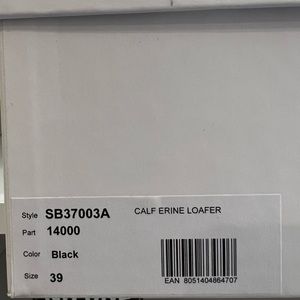 Style SB37003A CALF ERINE LOAFER
Part 14000
Color Black
Size 39
EAN 8051404864707